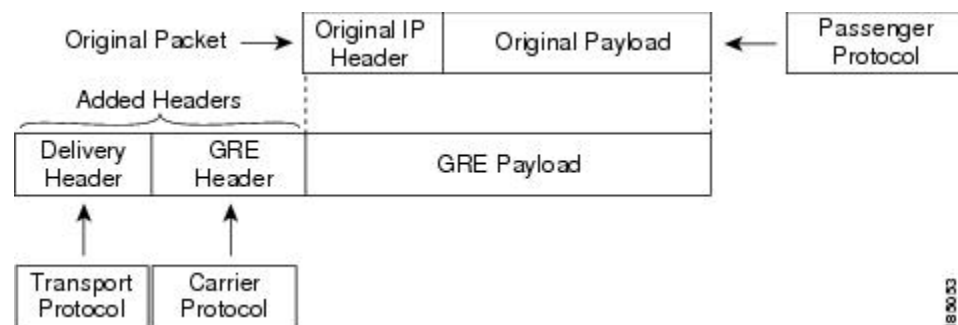 Original Packet
Original IP
Header
Original Payload
Passenger
Protocol
Added Headers
Delivery
Header
GRE
Header
GRE Payload
Transport
Protocol
Carrier
Protocol
85053